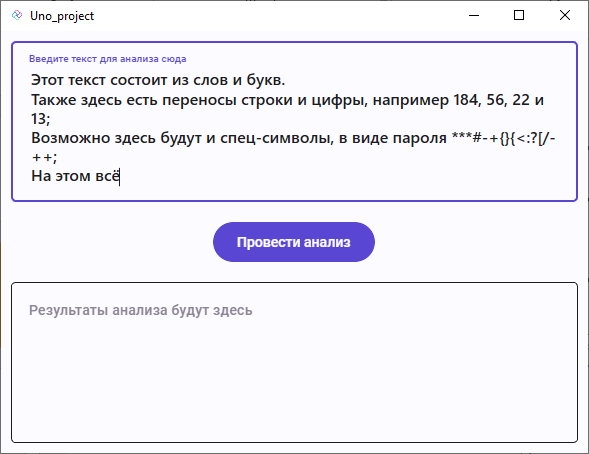 Uno_project
Введите текст для анализа сюда
Этот текст состоит из слов и букв.
Также здесь есть переносы строки и цифры, например 184, 56, 22 и
13;
Возможно здесь будут и спец-символы, в виде пароля ***#-+{}{<:?[/-
++;
На этом всё
Провести анализ
Результаты анализа будут здесь